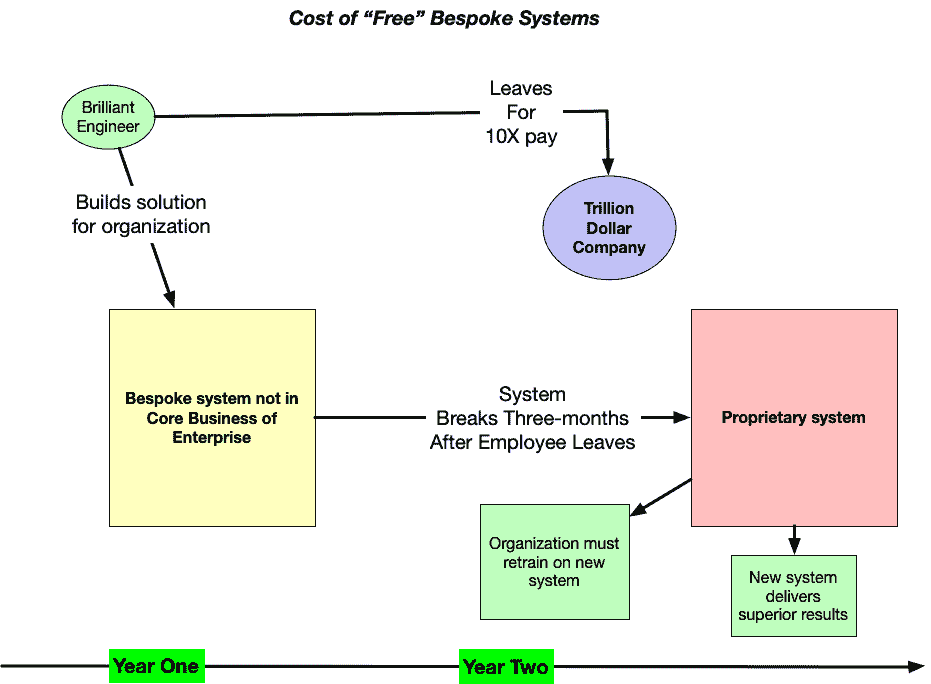 Cost of “Free” Bespoke Systems
Brilliant
Engineer
Leaves
For
10X pay
Trillion
Dollar
Company
Builds solution
for organization
Bespoke system not in
Core Business of
Enterprise
System
Breaks Three-months
After Employee Leaves
Proprietary system
Organization must
retrain on new
system
New system
delivers
superior results
Year One
Year Two